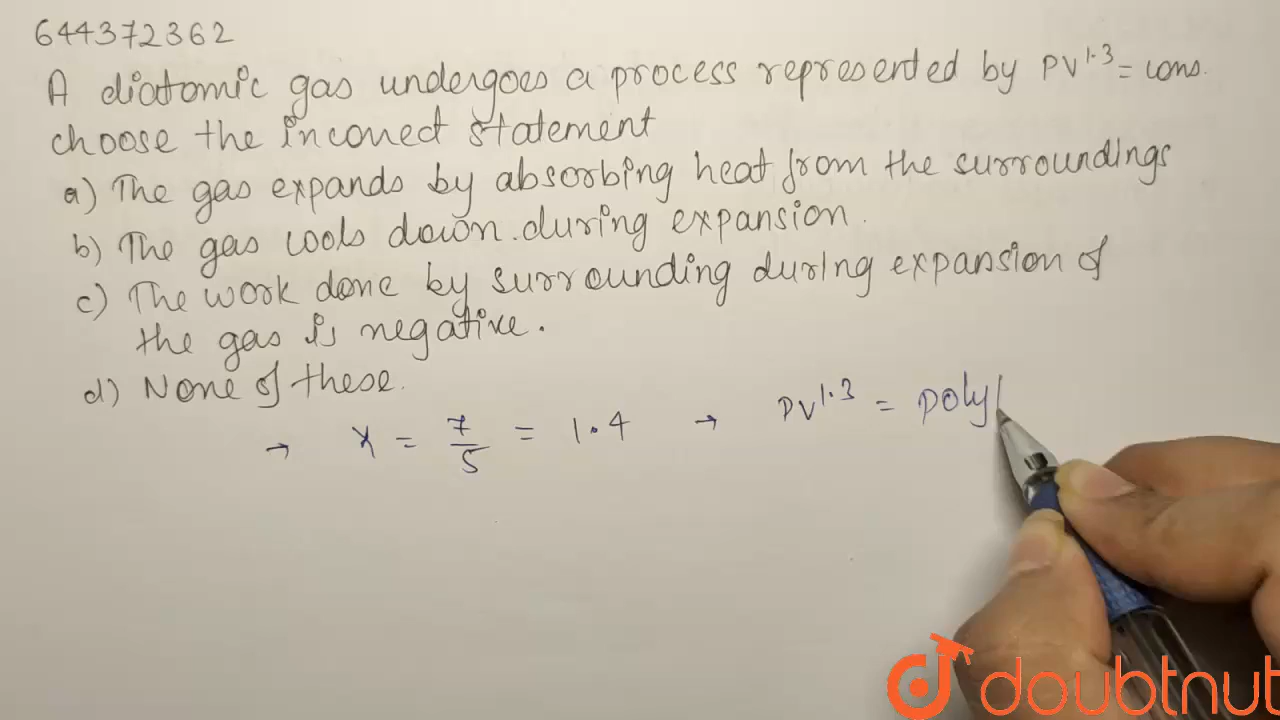 644372362
A diatomic gas undergoes a process represented by PV^1.3 = cons.
choose the incorrect statement
a) The gas expands by absorbing heat from the surroundings
b) The gas cools down during expansion.
c) The work done by surrounding during expansion of
the gas is negative.
d) None of these.
→ γ = 7/5 = 1.4 → PV^1.3 = poly
doubtnut